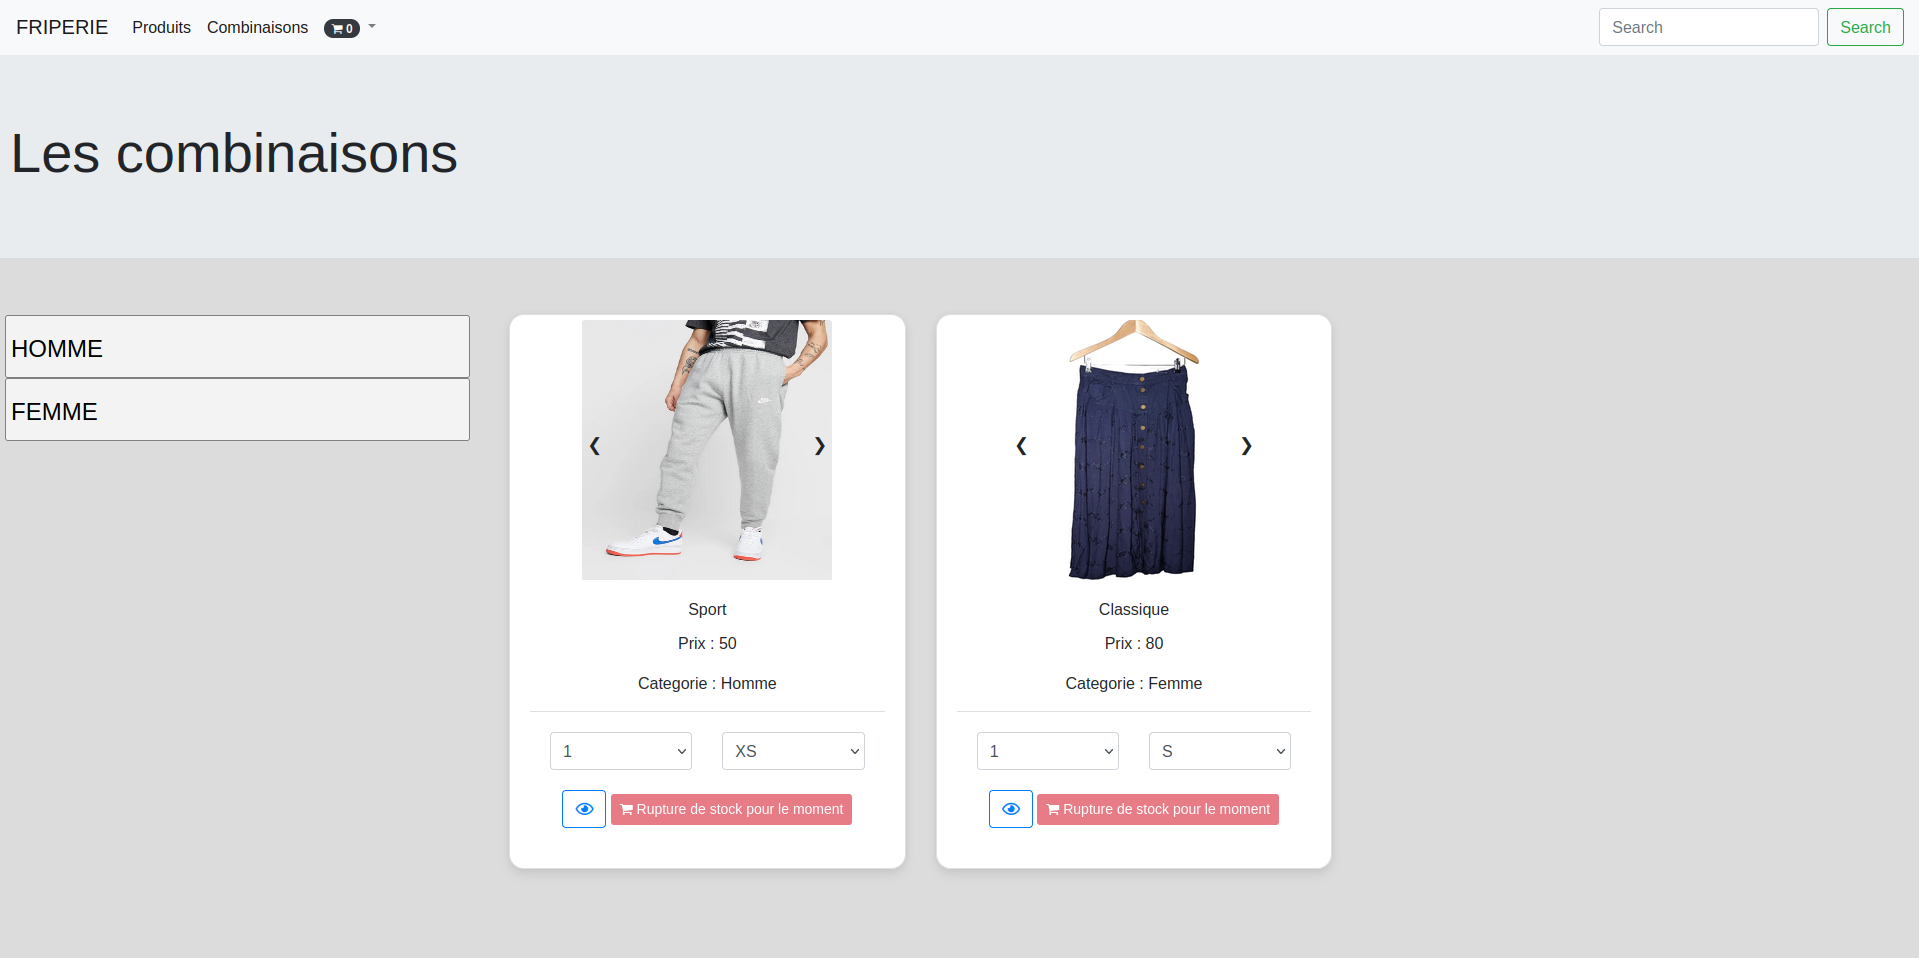 FRIPERIE Produits Combinaisons 0 Search Search
Les combinaisons
HOMME
FEMME
Sport
Prix : 50
Categorie : Homme
1 XS
Rupture de stock pour le moment
Classique
Prix : 80
Categorie : Femme
1 S
Rupture de stock pour le moment